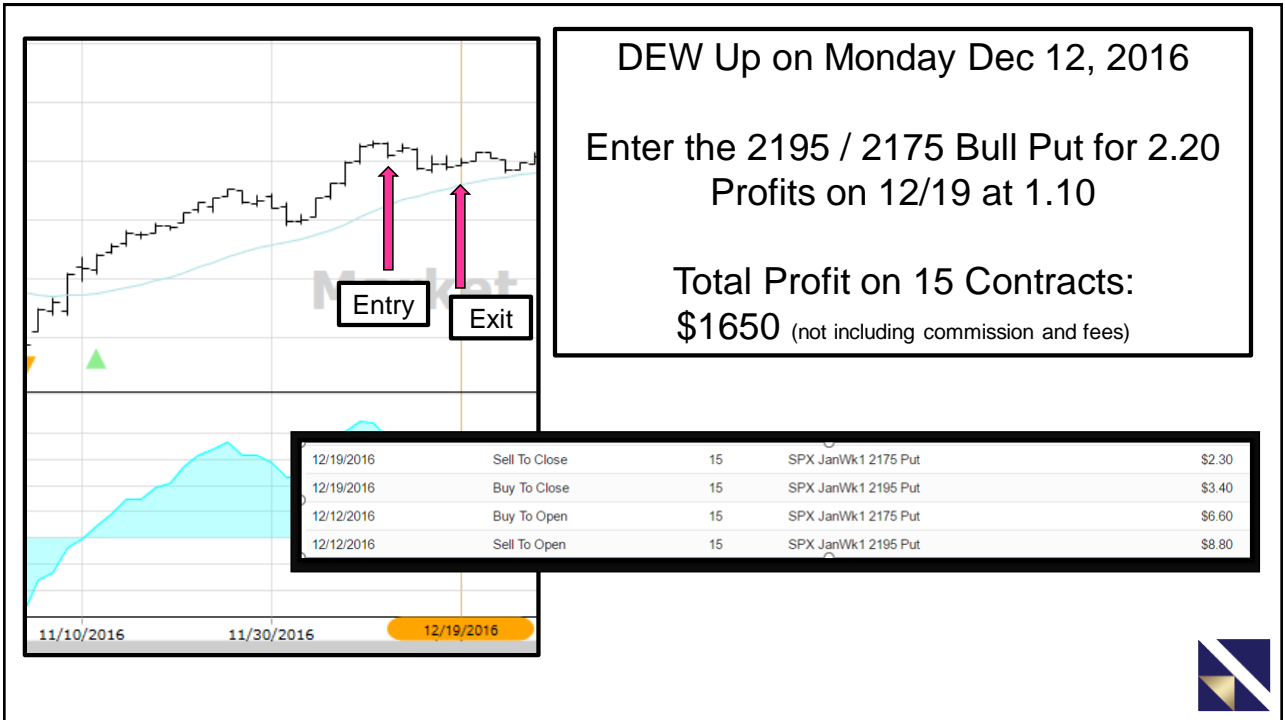 DEW Up on Monday Dec 12, 2016
Enter the 2195 / 2175 Bull Put for 2.20
Profits on 12/19 at 1.10
Total Profit on 15 Contracts:
$1650 (not including commission and fees)
Market
Entry
Exit
12/19/2016 Sell To Close 15 SPX JanWk1 2175 Put $2.30
12/19/2016 Buy To Close 15 SPX JanWk1 2195 Put $3.40
12/12/2016 Buy To Open 15 SPX JanWk1 2175 Put $6.60
12/12/2016 Sell To Open 15 SPX JanWk1 2195 Put $8.80
11/10/2016 11/30/2016 12/19/2016